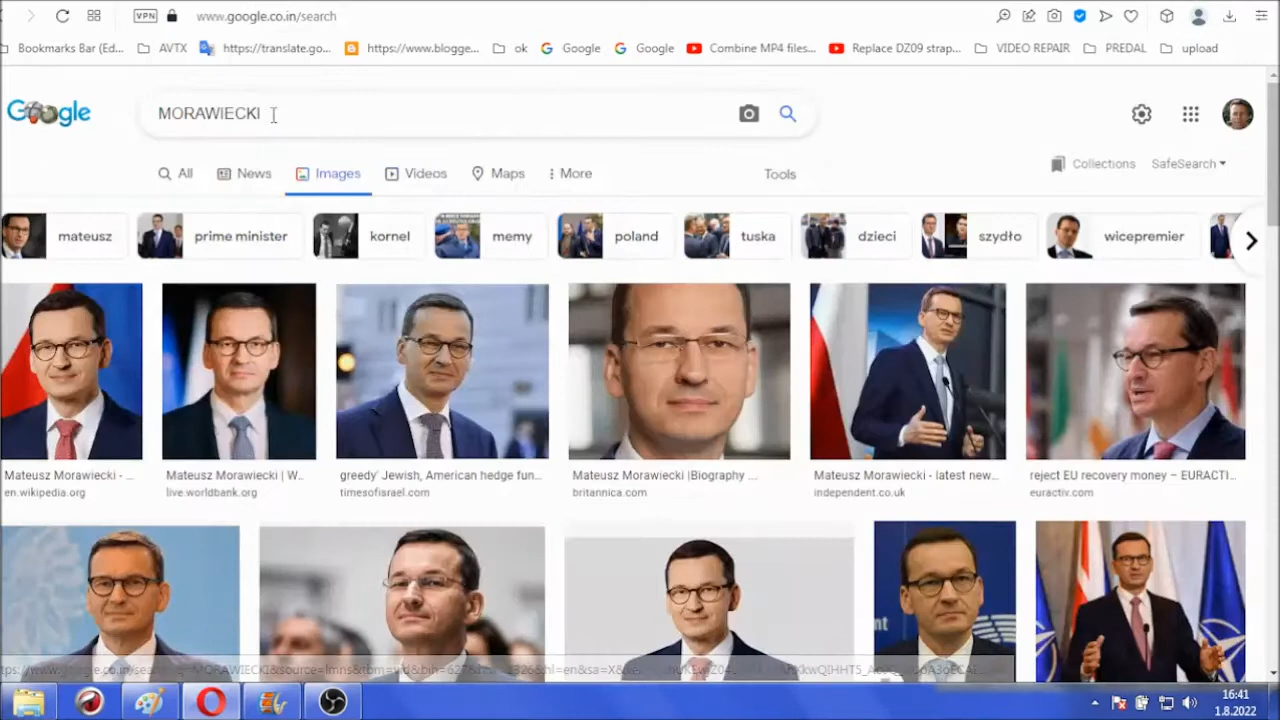 VPN www.google.co.in/search
Bookmarks Bar (Ed... AVTX https://translate.go... https://www.blogge... ok Google Google Combine MP4 files... Replace DZ09 strap... VIDEO REPAIR PREDAL upload
Google MORAWIECKI
All News Images Videos Maps More Tools Collections SafeSearch
mateusz prime minister kornel memy poland tuska dzieci szydło wicepremier
Mateusz Morawiecki - ... Mateusz Morawiecki | W... greedy' Jewish, American hedge fun... Mateusz Morawiecki |Biography ... Mateusz Morawiecki - latest new... reject EU recovery money – EURACTI...
en.wikipedia.org live.worldbank.org timesofisrael.com britannica.com independent.co.uk euractiv.com
16:41
1.8.2022